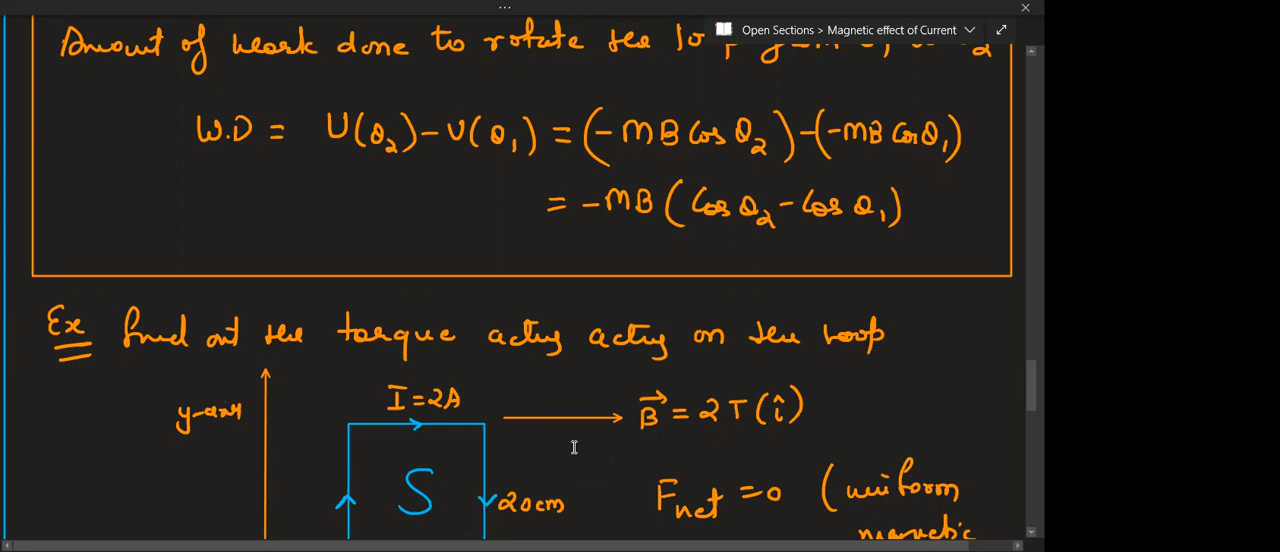 Open Sections > Magnetic effect of Current
Amount of work done to rotate the
W.D = U(θ₂) - U(θ₁) = (-MB Cos θ₂) - (-MB Cos θ₁)
= -MB (Cos θ₂ - Cos θ₁)
Ex find out the torque acting acting on the loop
I = 2A
y-axis
B⃗ = 2T (î)
S
20cm
Fnet = 0 (uniform
magnetic